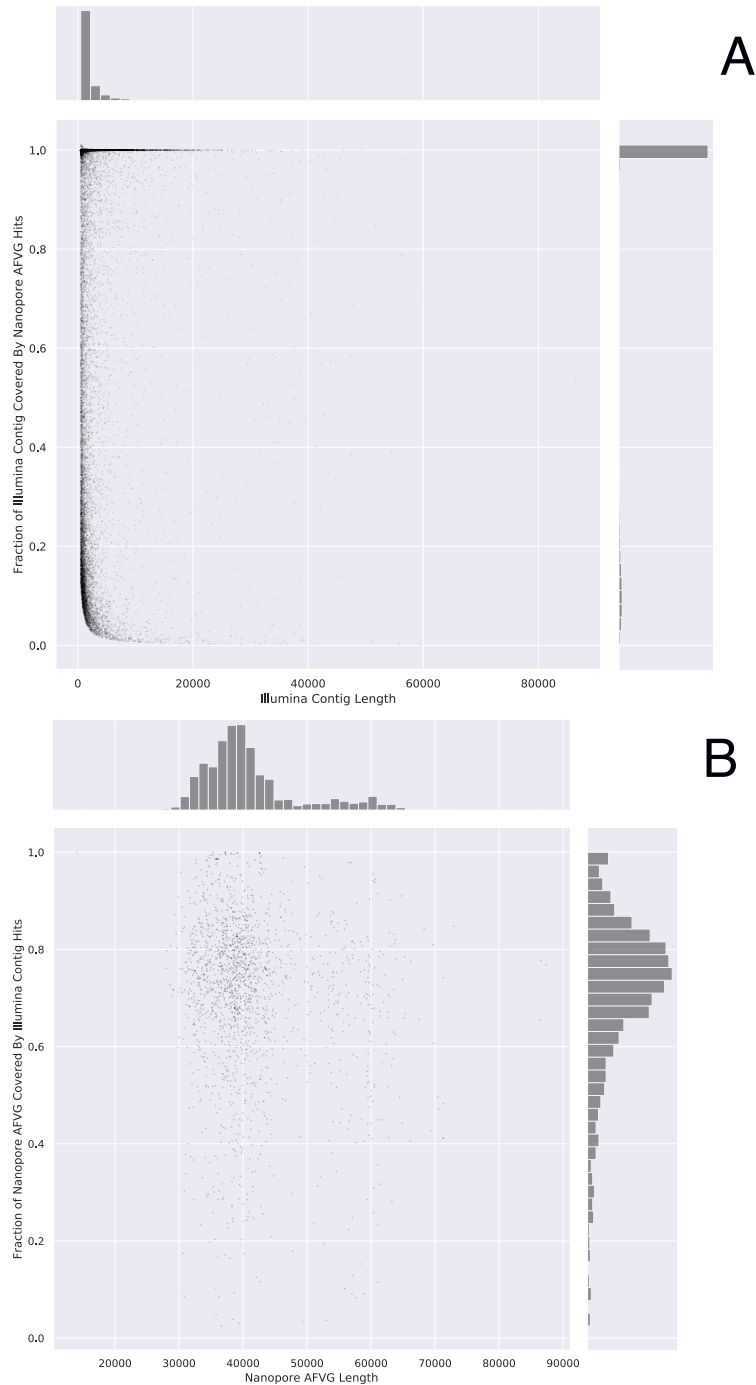 A
1.0
0.8
0.6
0.4
0.2
0.0
Fraction of Illumina Contig Covered By Nanopore AFVG Hits
0 20000 40000 60000 80000
Illumina Contig Length
B
1.0
0.8
0.6
0.4
0.2
0.0
Fraction of Nanopore AFVG Covered By Illumina Contig Hits
20000 30000 40000 50000 60000 70000 80000 90000
Nanopore AFVG Length